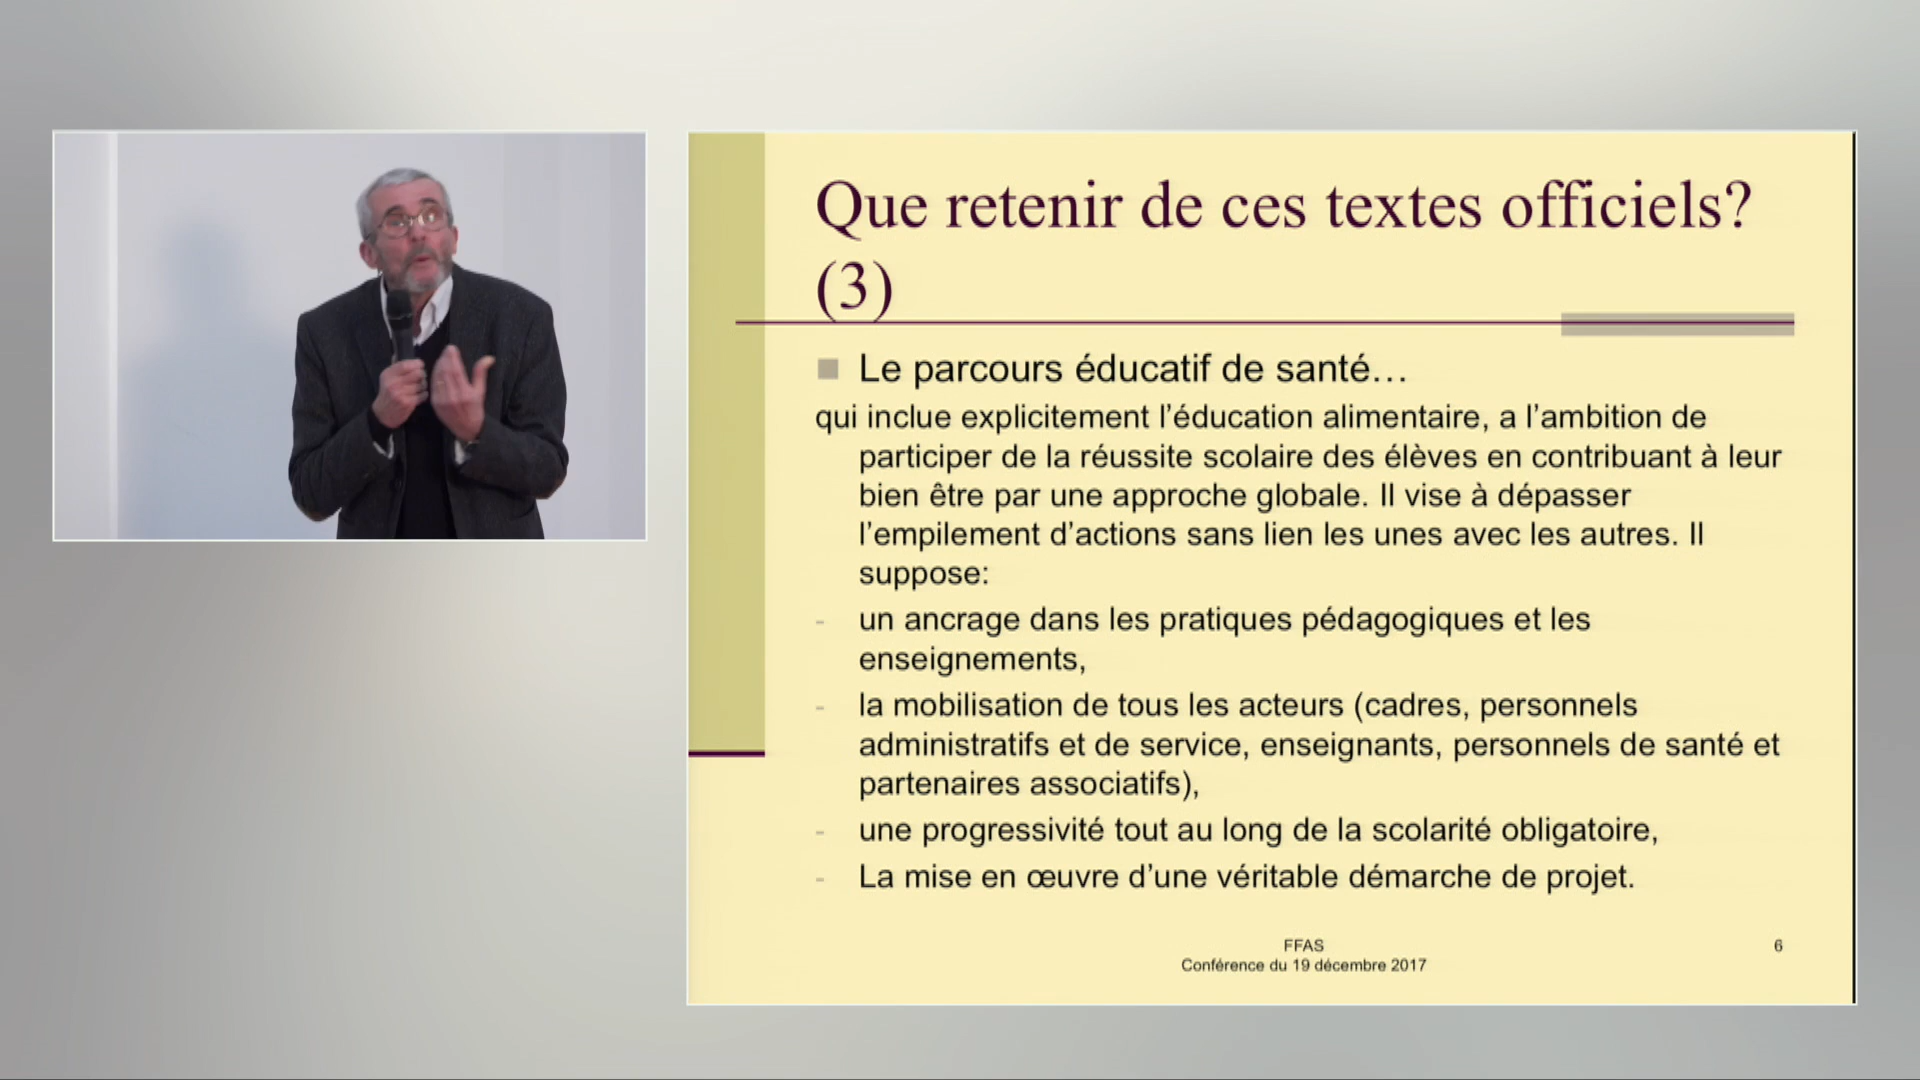 Que retenir de ces textes officiels?
(3)
Le parcours éducatif de santé…
qui inclue explicitement l’éducation alimentaire, a l’ambition de
participer de la réussite scolaire des élèves en contribuant à leur
bien être par une approche globale. Il vise à dépasser
l’empilement d’actions sans lien les unes avec les autres. Il
suppose:
- un ancrage dans les pratiques pédagogiques et les
enseignements,
- la mobilisation de tous les acteurs (cadres, personnels
administratifs et de service, enseignants, personnels de santé et
partenaires associatifs),
- une progressivité tout au long de la scolarité obligatoire,
- La mise en œuvre d’une véritable démarche de projet.
FFAS
Conférence du 19 décembre 2017
6